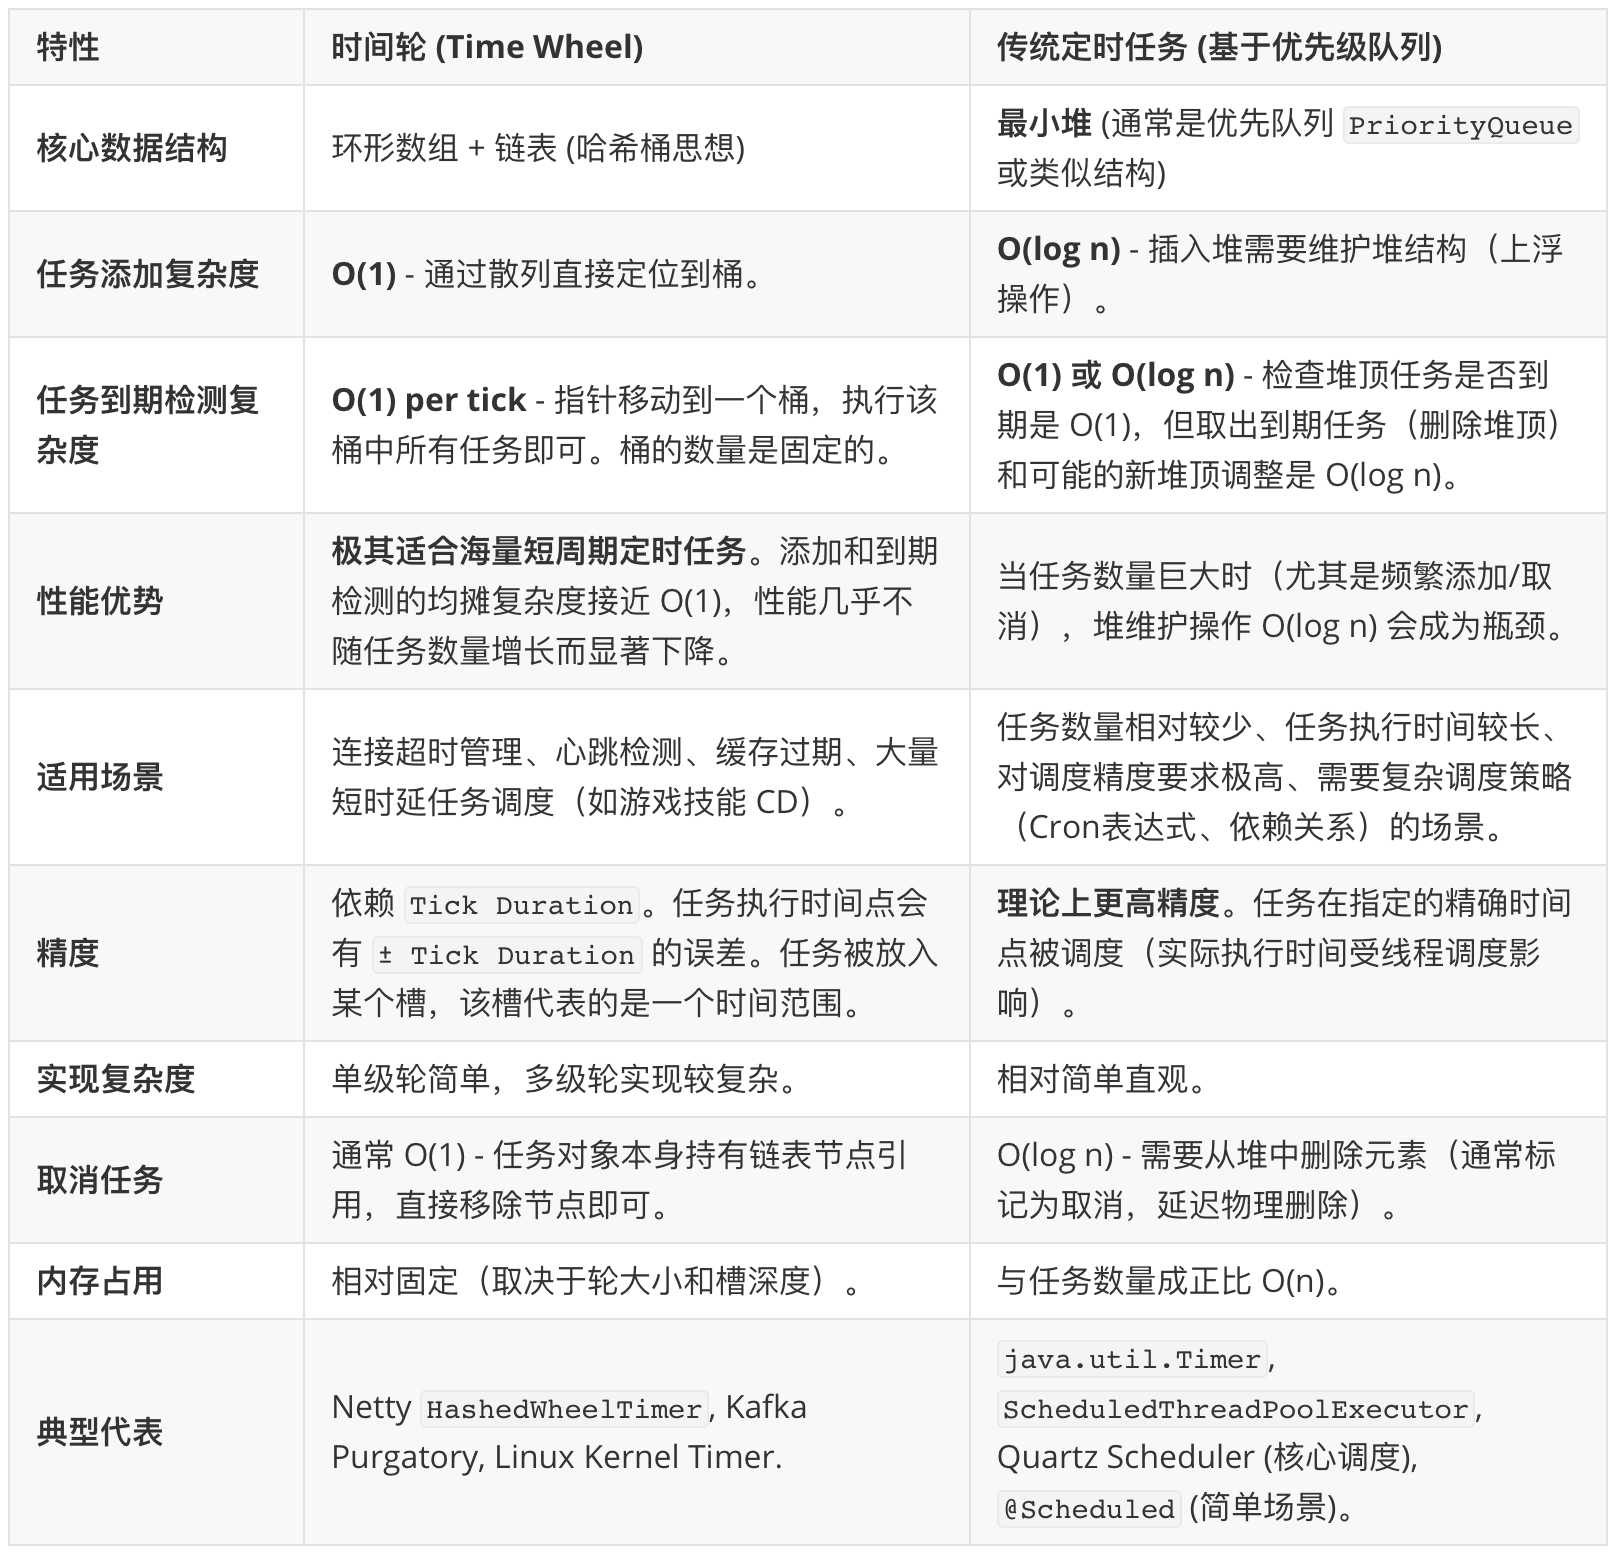 特性
时间轮 (Time Wheel)
传统定时任务 (基于优先级队列)
核心数据结构
环形数组 + 链表 (哈希桶思想)
最小堆 (通常是优先队列 PriorityQueue
或类似结构)
任务添加复杂度
O(1) - 通过散列直接定位到桶。
O(log n) - 插入堆需要维护堆结构（上浮
操作）。
任务到期检测复
杂度
O(1) per tick - 指针移动到一个桶，执行该
桶中所有任务即可。桶的数量是固定的。
O(1) 或 O(log n) - 检查堆顶任务是否到
期是 O(1)，但取出到期任务（删除堆顶）
和可能的新堆顶调整是 O(log n)。
性能优势
极其适合海量短周期定时任务。添加和到期
检测的均摊复杂度接近 O(1)，性能几乎不
随任务数量增长而显著下降。
当任务数量巨大时（尤其是频繁添加/取
消），堆维护操作 O(log n) 会成为瓶颈。
适用场景
连接超时管理、心跳检测、缓存过期、大量
短时延任务调度（如游戏技能 CD）。
任务数量相对较少、任务执行时间较长、
对调度精度要求极高、需要复杂调度策略
（Cron表达式、依赖关系）的场景。
精度
依赖 Tick Duration。任务执行时间点会
有 ± Tick Duration 的误差。任务被放入
某个槽，该槽代表的是一个时间范围。
理论上更高精度。任务在指定的精确时间
点被调度（实际执行时间受线程调度影
响）。
实现复杂度
单级轮简单，多级轮实现较复杂。
相对简单直观。
取消任务
通常 O(1) - 任务对象本身持有链表节点引
用，直接移除节点即可。
O(log n) - 需要从堆中删除元素（通常标
记为取消，延迟物理删除）。
内存占用
相对固定（取决于轮大小和槽深度）。
与任务数量成正比 O(n)。
典型代表
Netty HashedWheelTimer, Kafka
Purgatory, Linux Kernel Timer.
java.util.Timer,
ScheduledThreadPoolExecutor,
Quartz Scheduler (核心调度),
@Scheduled (简单场景)。